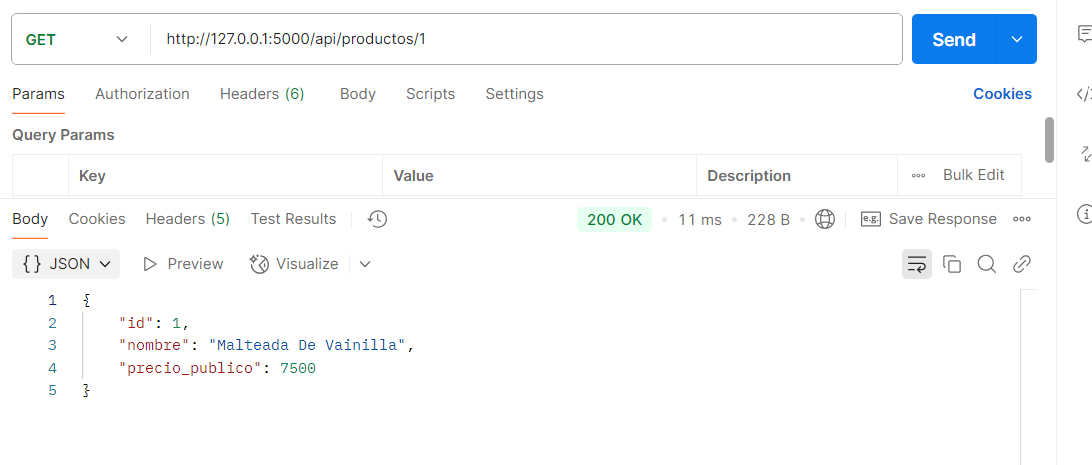 GET http://127.0.0.1:5000/api/productos/1 Send
Params Authorization Headers (6) Body Scripts Settings Cookies
Query Params
Key Value Description Bulk Edit
Body Cookies Headers (5) Test Results 200 OK 11 ms 228 B e.g. Save Response
{} JSON Preview Visualize
1 {
2 "id": 1,
3 "nombre": "Malteada De Vainilla",
4 "precio_publico": 7500
5 }